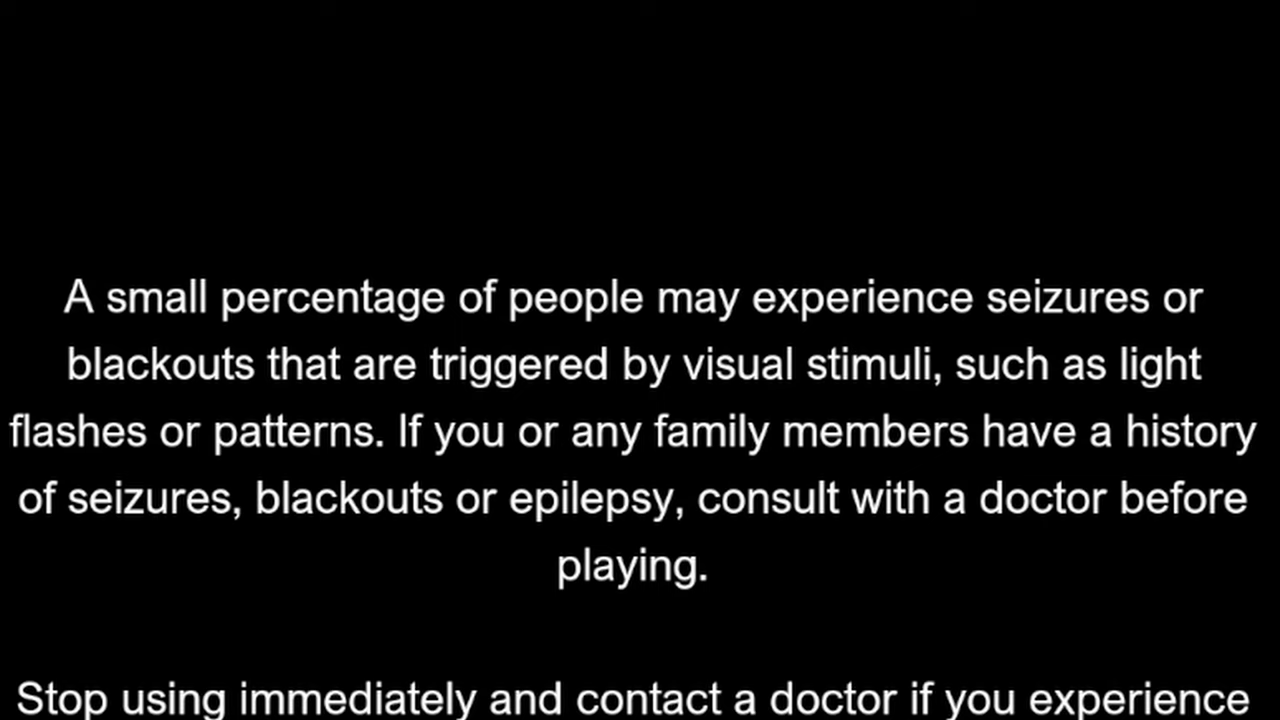 A small percentage of people may experience seizures or
blackouts that are triggered by visual stimuli, such as light
flashes or patterns. If you or any family members have a history
of seizures, blackouts or epilepsy, consult with a doctor before
playing.
Stop using immediately and contact a doctor if you experience